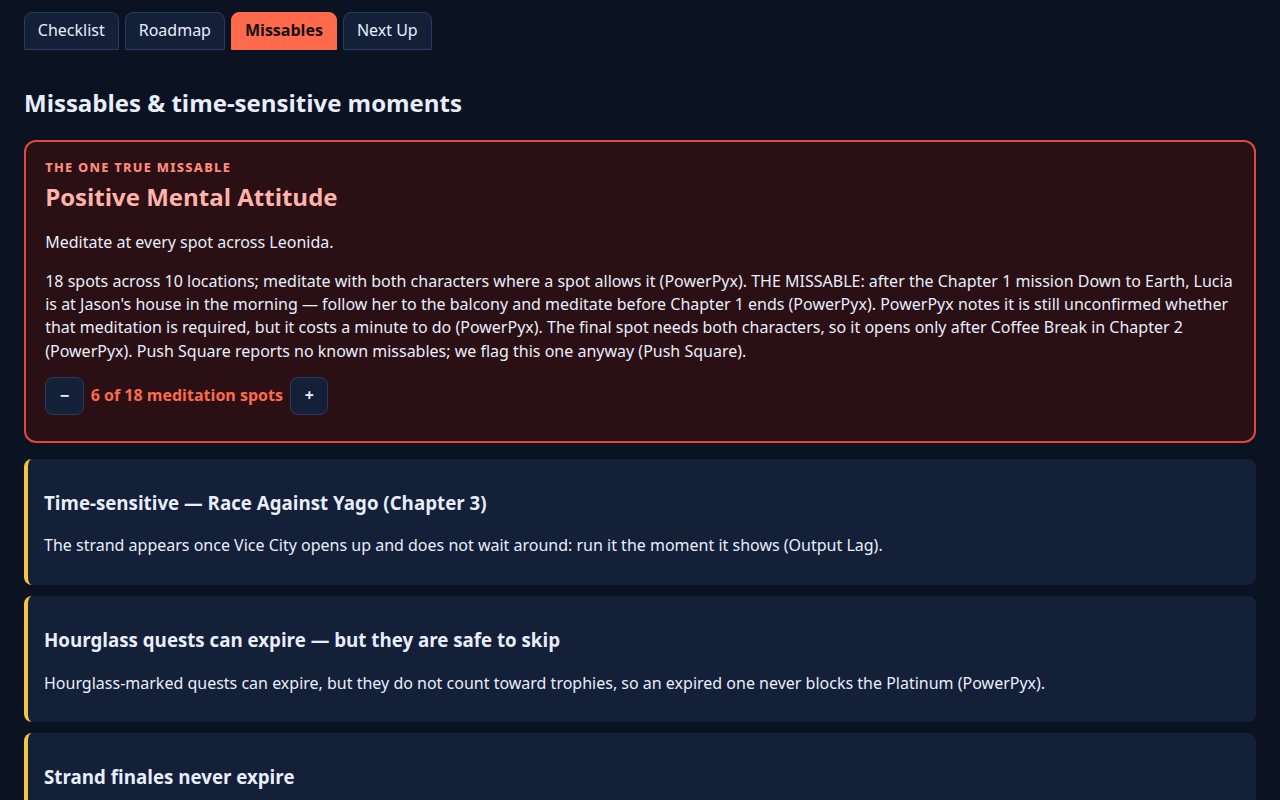 Checklist
Roadmap
Missables
Next Up
Missables & time-sensitive moments
THE ONE TRUE MISSABLE
Positive Mental Attitude
Meditate at every spot across Leonida.
18 spots across 10 locations; meditate with both characters where a spot allows it (PowerPyx). THE MISSABLE: after the Chapter 1 mission Down to Earth, Lucia
is at Jason's house in the morning — follow her to the balcony and meditate before Chapter 1 ends (PowerPyx). PowerPyx notes it is still unconfirmed whether
that meditation is required, but it costs a minute to do (PowerPyx). The final spot needs both characters, so it opens only after Coffee Break in Chapter 2
(PowerPyx). Push Square reports no known missables; we flag this one anyway (Push Square).
− 6 of 18 meditation spots +
Time-sensitive — Race Against Yago (Chapter 3)
The strand appears once Vice City opens up and does not wait around: run it the moment it shows (Output Lag).
Hourglass quests can expire — but they are safe to skip
Hourglass-marked quests can expire, but they do not count toward trophies, so an expired one never blocks the Platinum (PowerPyx).
Strand finales never expire